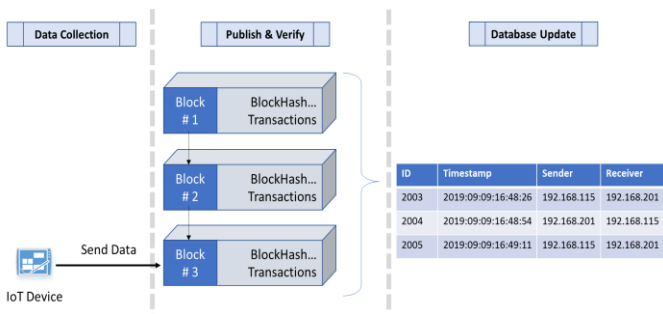 Data Collection
Publish & Verify
Database Update
Block
# 1
BlockHash...
Transactions
Block
# 2
BlockHash...
Transactions
Block
# 3
BlockHash...
Transactions
Send Data
IoT Device
ID Timestamp Sender Receiver
2003 2019:09:09:16:48:26 192.168.115 192.168.201
2004 2019:09:09:16:48:54 192.168.201 192.168.115
2005 2019:09:09:16:49:11 192.168.115 192.168.201